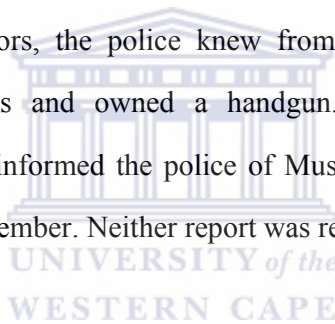 ors, the police knew from
s and owned a handgun.
informed the police of Mus
ember. Neither report was re
UNIVERSITY of the
WESTERN CAPE